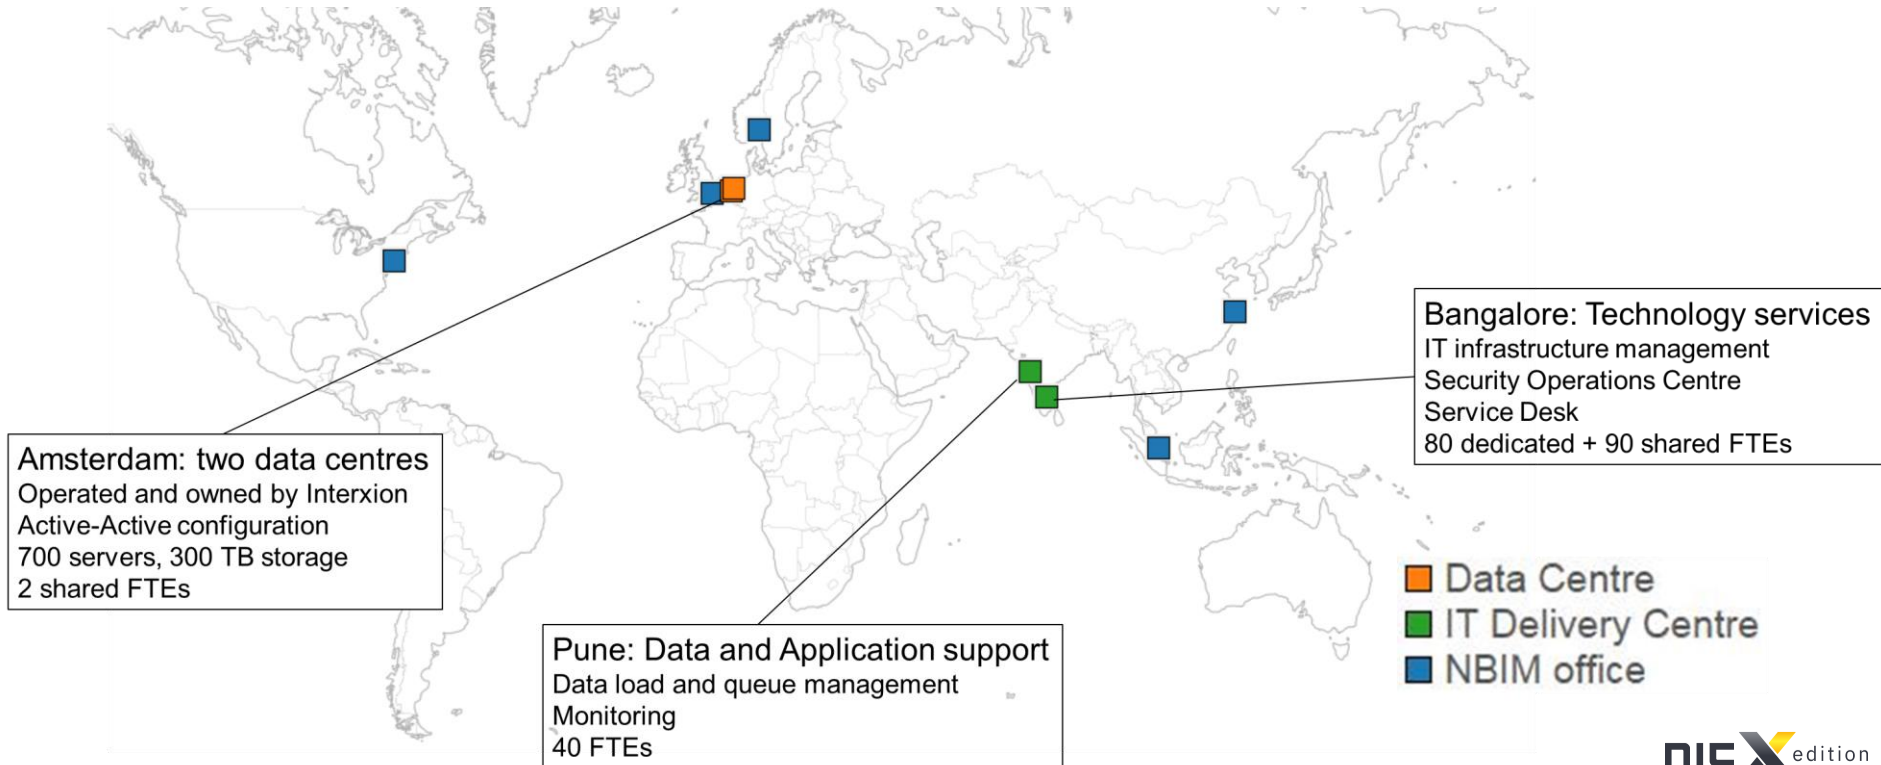 Amsterdam: two data centres
Operated and owned by Interxion
Active-Active configuration
700 servers, 300 TB storage
2 shared FTEs
Pune: Data and Application support
Data load and queue management
Monitoring
40 FTEs
Bangalore: Technology services
IT infrastructure management
Security Operations Centre
Service Desk
80 dedicated + 90 shared FTEs
Data Centre
IT Delivery Centre
NBIM office
edition